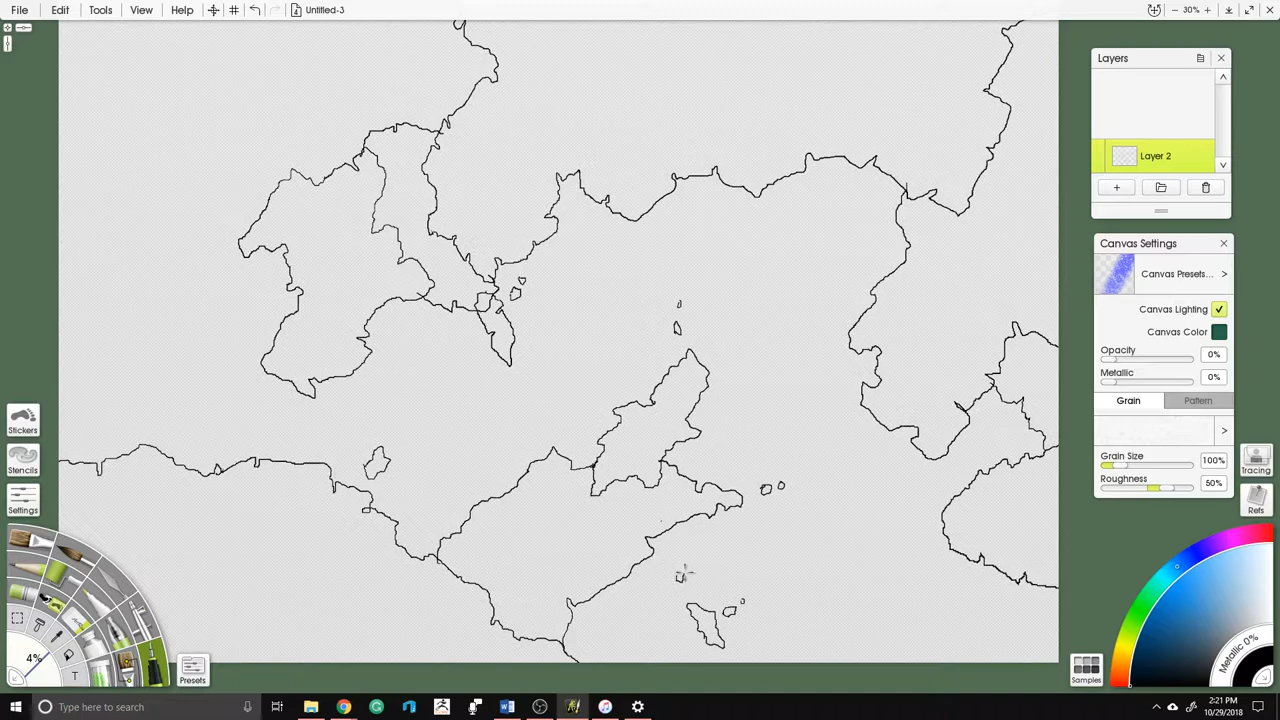 File Edit Tools View Help Untitled-3 30%
Layers
Layer 2
Canvas Settings
Canvas Presets...
Canvas Lighting
Canvas Color
Opacity
0%
Metallic
0%
Grain Pattern
Grain Size
100%
Roughness
50%
Stickers
Stencils
Settings
Tracing
Refs
4%
T
Presets
Metallic 0%
Samples
Type here to search
2:21 PM
10/29/2018